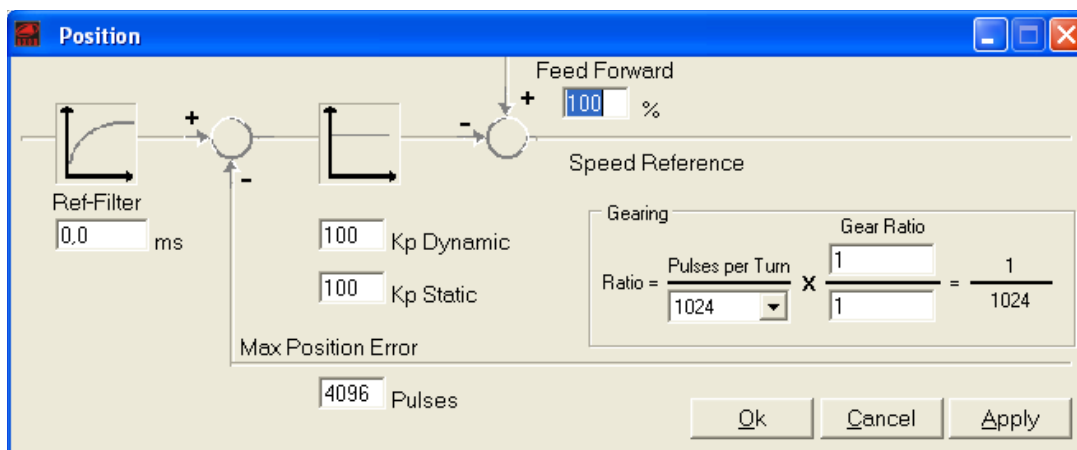 Position
Feed Forward
+ + 100 %
- -
Speed Reference
Ref-Filter
0,0 ms
100 Kp Dynamic
100 Kp Static
Max Position Error
4096 Pulses
Gearing
Gear Ratio
Ratio = Pulses per Turn 1024 X 1 1 = 1 1024
Ok Cancel Apply